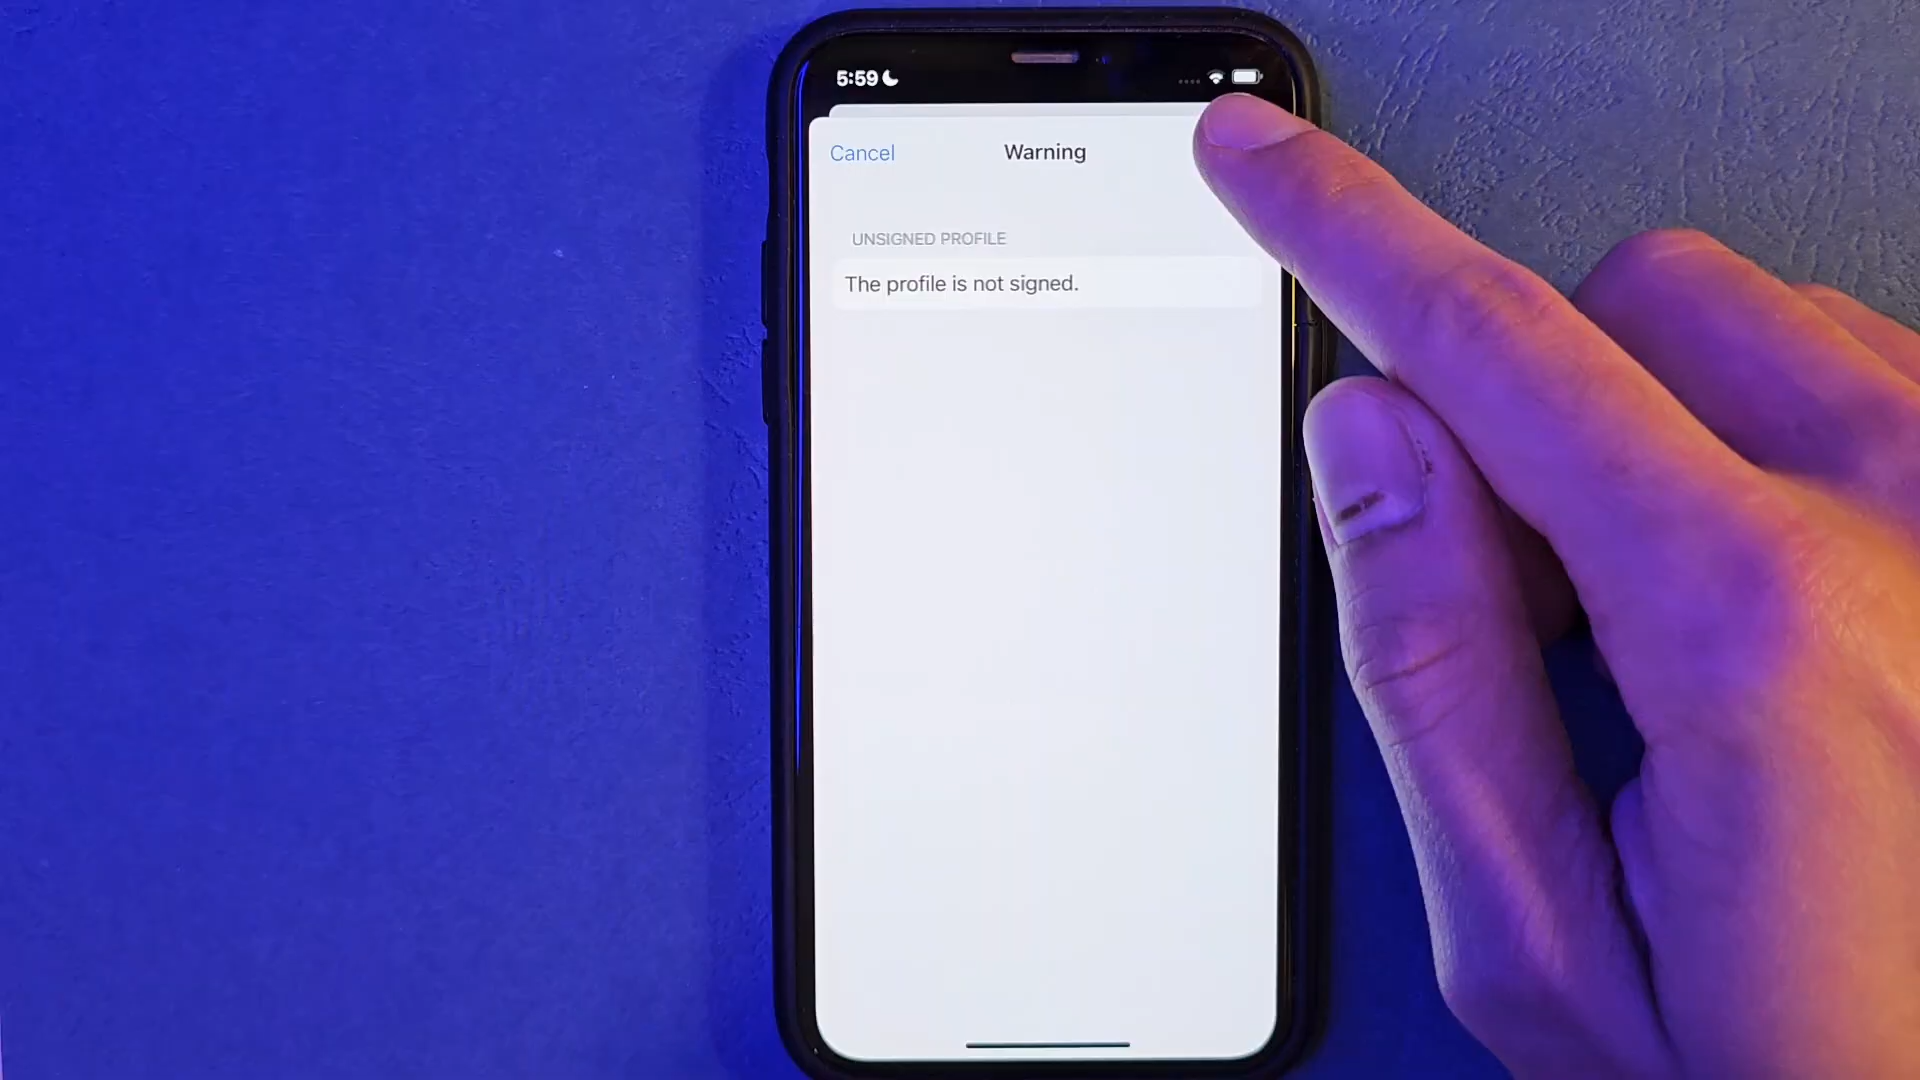 5:59
Cancel
Warning
UNSIGNED PROFILE
The profile is not signed.